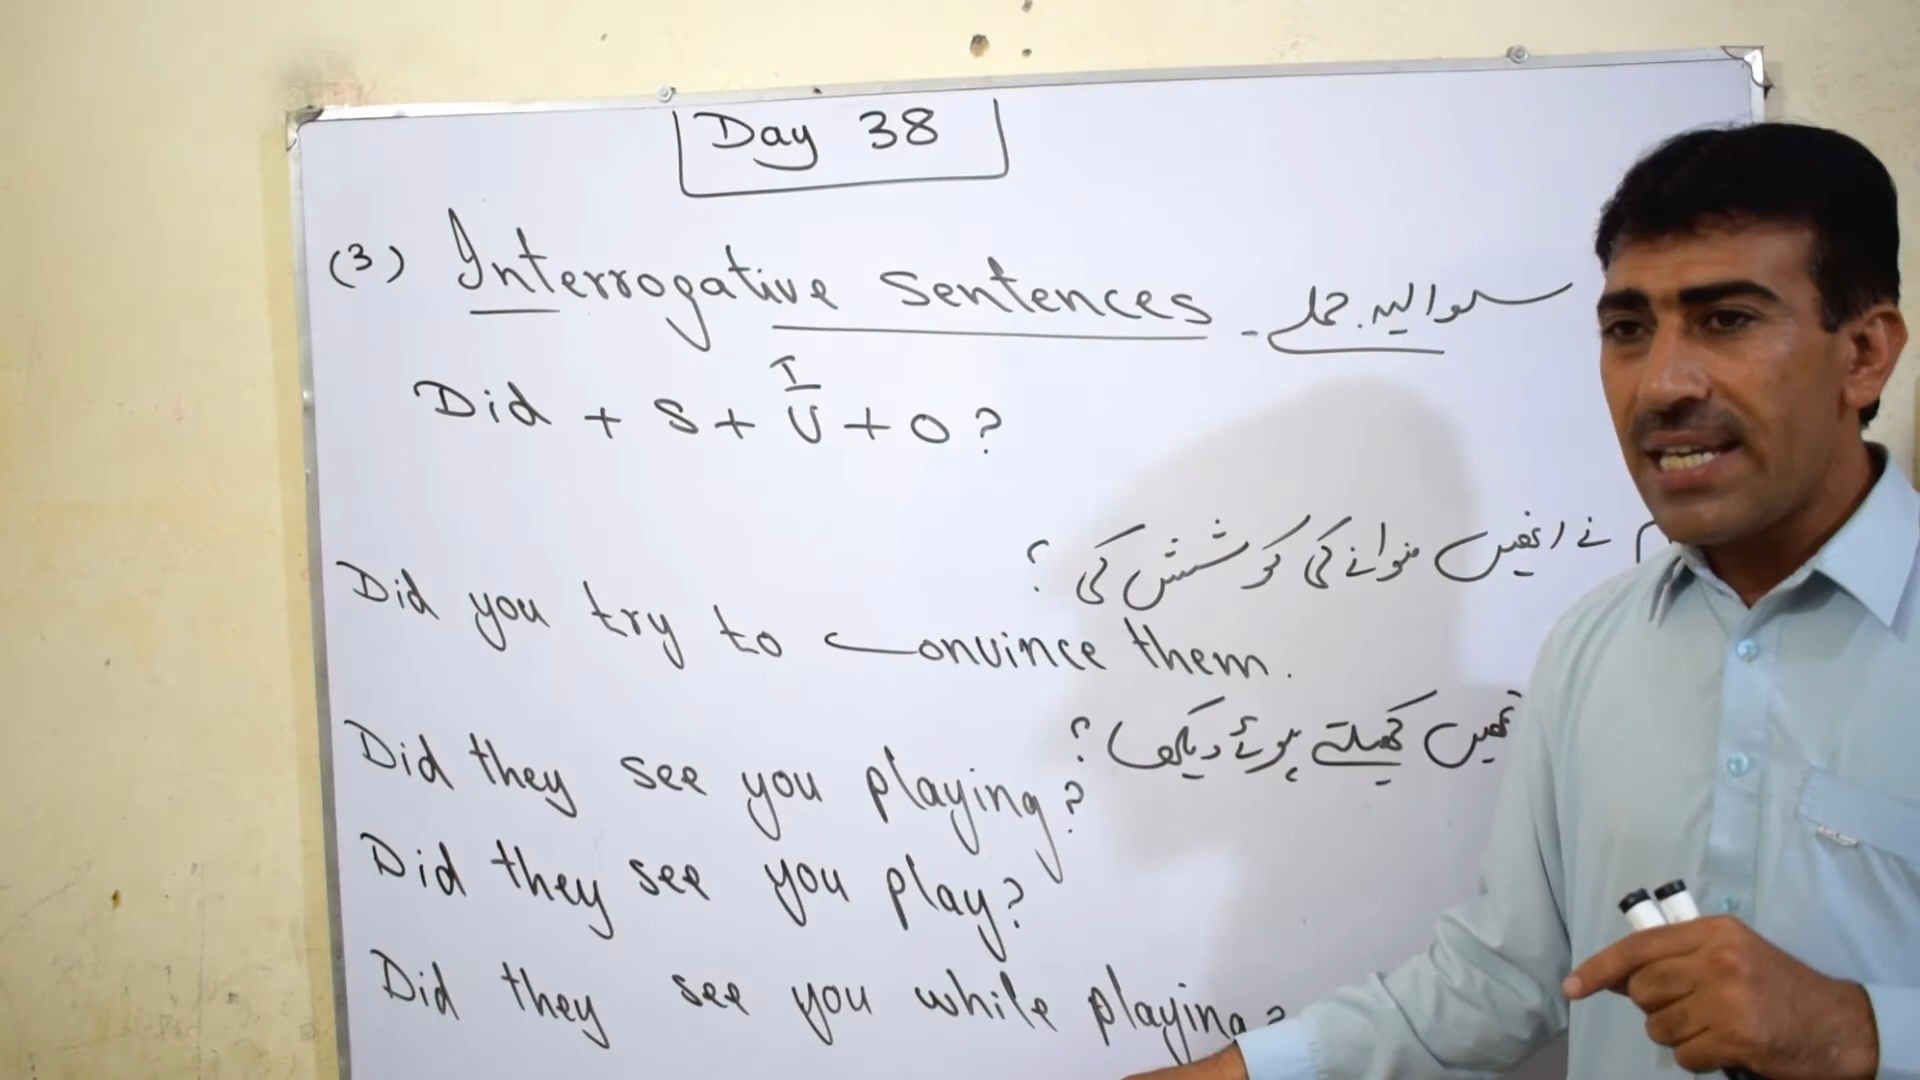 Day 38
(3) Interrogative Sentences - سوالیہ جملے
I
Did + S + V + O ?
نے انھیں منوانے کی کوشش کی ؟
Did you try to convince them.
تمھیں کھیلتے ہوئے دیکھا ؟
Did they see you playing?
Did they see you play?
Did they see you while playing?